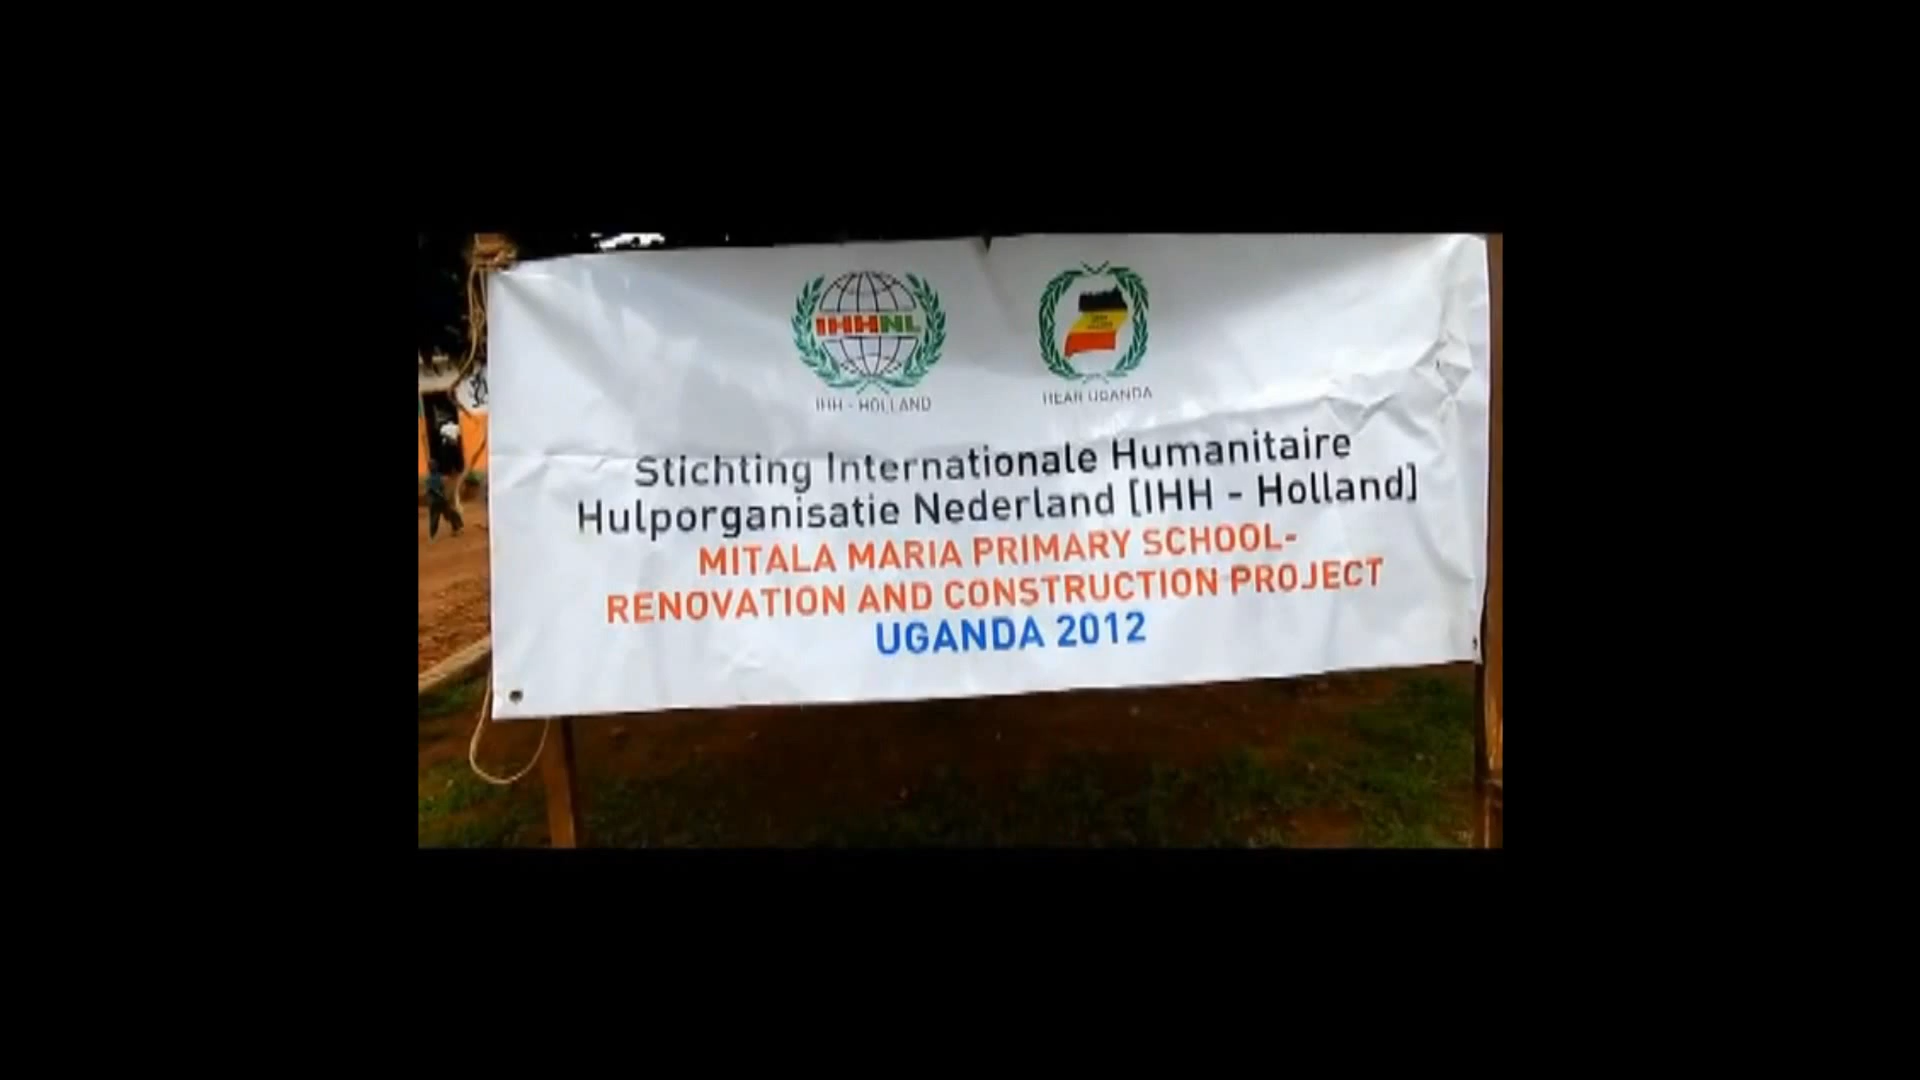 IHHNL
IHH - HOLLAND
HEAR UGANDA
Stichting Internationale Humanitaire
Hulporganisatie Nederland [IHH - Holland]
MITALA MARIA PRIMARY SCHOOL-
RENOVATION AND CONSTRUCTION PROJECT
UGANDA 2012